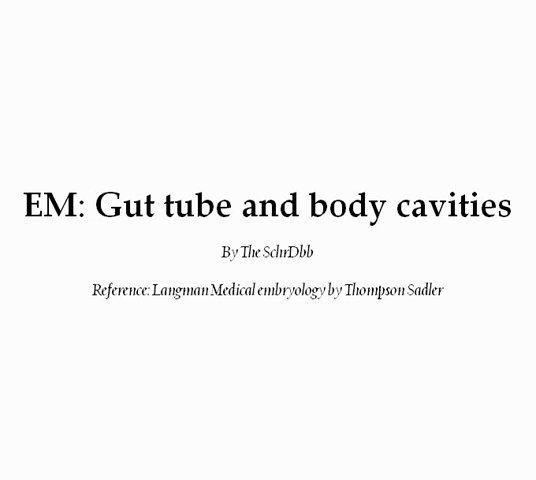 EM: Gut tube and body cavities
By The SchrDbb
Reference: Langman Medical embryology by Thompson Sadler